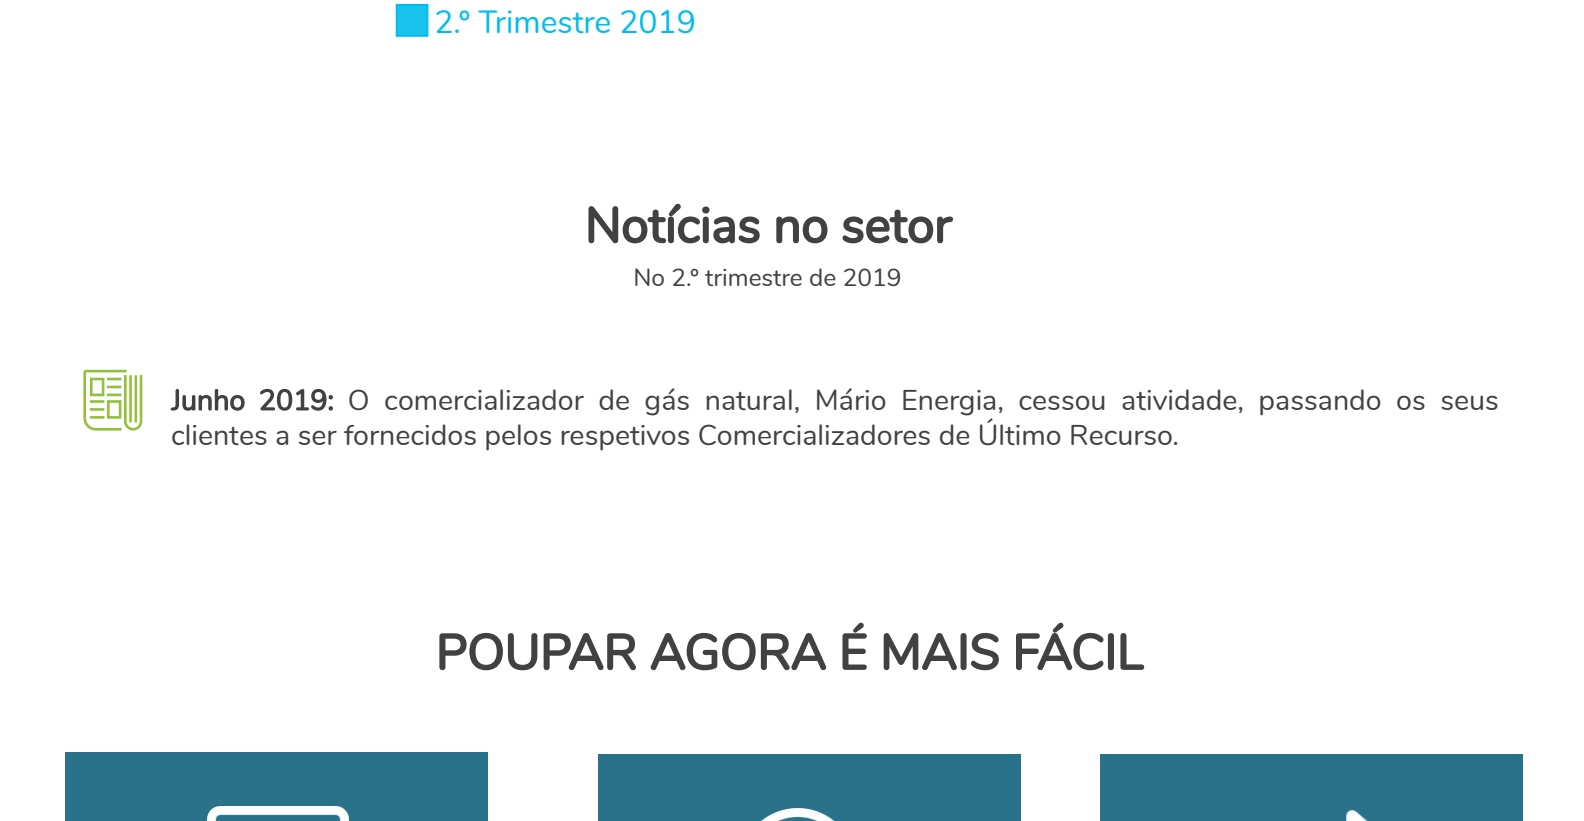 2.º Trimestre 2019
Notícias no setor
No 2.º trimestre de 2019
Junho 2019: O comercializador de gás natural, Mário Energia, cessou atividade, passando os seus
clientes a ser fornecidos pelos respetivos Comercializadores de Último Recurso.
POUPAR AGORA É MAIS FÁCIL